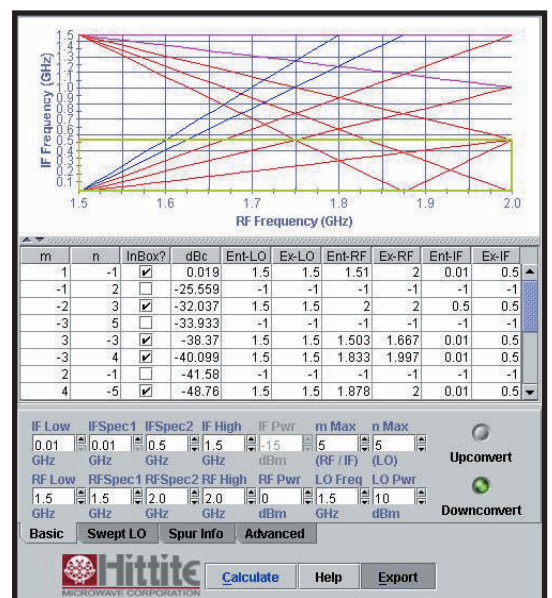 1.5
1.4
1.3
1.2
1.1
1.0
0.9
0.8
0.7
0.6
0.5
0.4
0.3
0.2
0.1
IF Frequency (GHz)
1.5 1.6 1.7 1.8 1.9 2.0
RF Frequency (GHz)
m n InBox? dBc Ent-LO Ex-LO Ent-RF Ex-RF Ent-IF Ex-IF
1 -1 0.019 1.5 1.5 1.51 2 0.01 0.5
-1 2 -25.559 -1 -1 -1 -1 -1 -1
-2 3 -32.037 1.5 1.5 2 2 0.5 0.5
-3 5 -33.933 -1 -1 -1 -1 -1 -1
3 -3 -38.37 1.5 1.5 1.503 1.667 0.01 0.5
-3 4 -40.099 1.5 1.5 1.833 1.997 0.01 0.5
2 -1 -41.58 -1 -1 -1 -1 -1 -1
4 -5 -48.76 1.5 1.5 1.878 2 0.01 0.5
IF Low IFSpec1 IFSpec2 IF High IF Pwr m Max n Max
0.01 0.01 0.5 1.5 -15 5 5
GHz GHz GHz GHz dBm (RF / IF) (LO) Upconvert
RF Low RFSpec1 RFSpec2 RF High RF Pwr LO Freq LO Pwr
1.5 1.5 2.0 2.0 0 1.5 10
GHz GHz GHz GHz dBm GHz dBm Downconvert
Basic Swept LO Spur Info Advanced
Hittite
MICROWAVE CORPORATION
Calculate Help Export